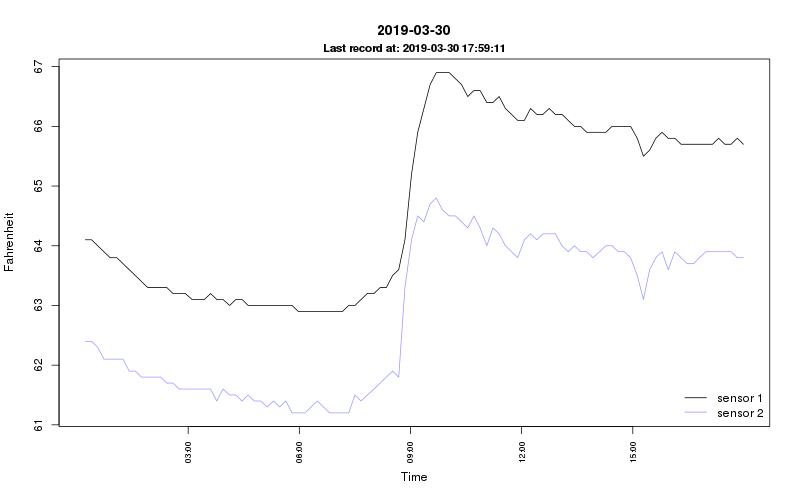 2019-03-30
Last record at: 2019-03-30 17:59:11
67
66
65
64
63
62
61
Fahrenheit
sensor 1
sensor 2
03:00
06:00
09:00
12:00
15:00
Time